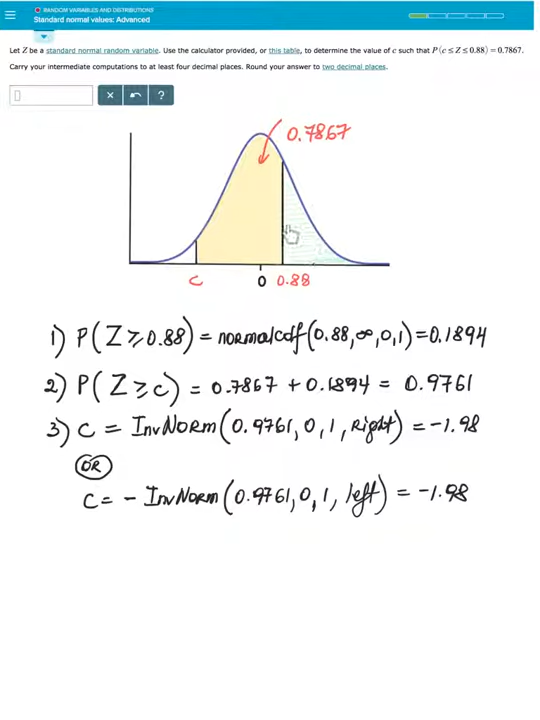 RANDOM VARIABLES AND DISTRIBUTIONS
Standard normal values: Advanced
Let Z be a standard normal random variable. Use the calculator provided, or this table, to determine the value of c such that P(c≤Z≤0.88)=0.7867.
Carry your intermediate computations to at least four decimal places. Round your answer to two decimal places.
× ?
0.7867
c 0 0.88
1) P(Z≥0.88) = normalcdf(0.88,∞,0,1)=0.1894
2) P(Z≥c) = 0.7867 + 0.1894 = 0.9761
3) c = InvNorm(0.9761, 0, 1, Right) = -1.98
OR
c = - InvNorm(0.9761, 0, 1, left) = -1.98